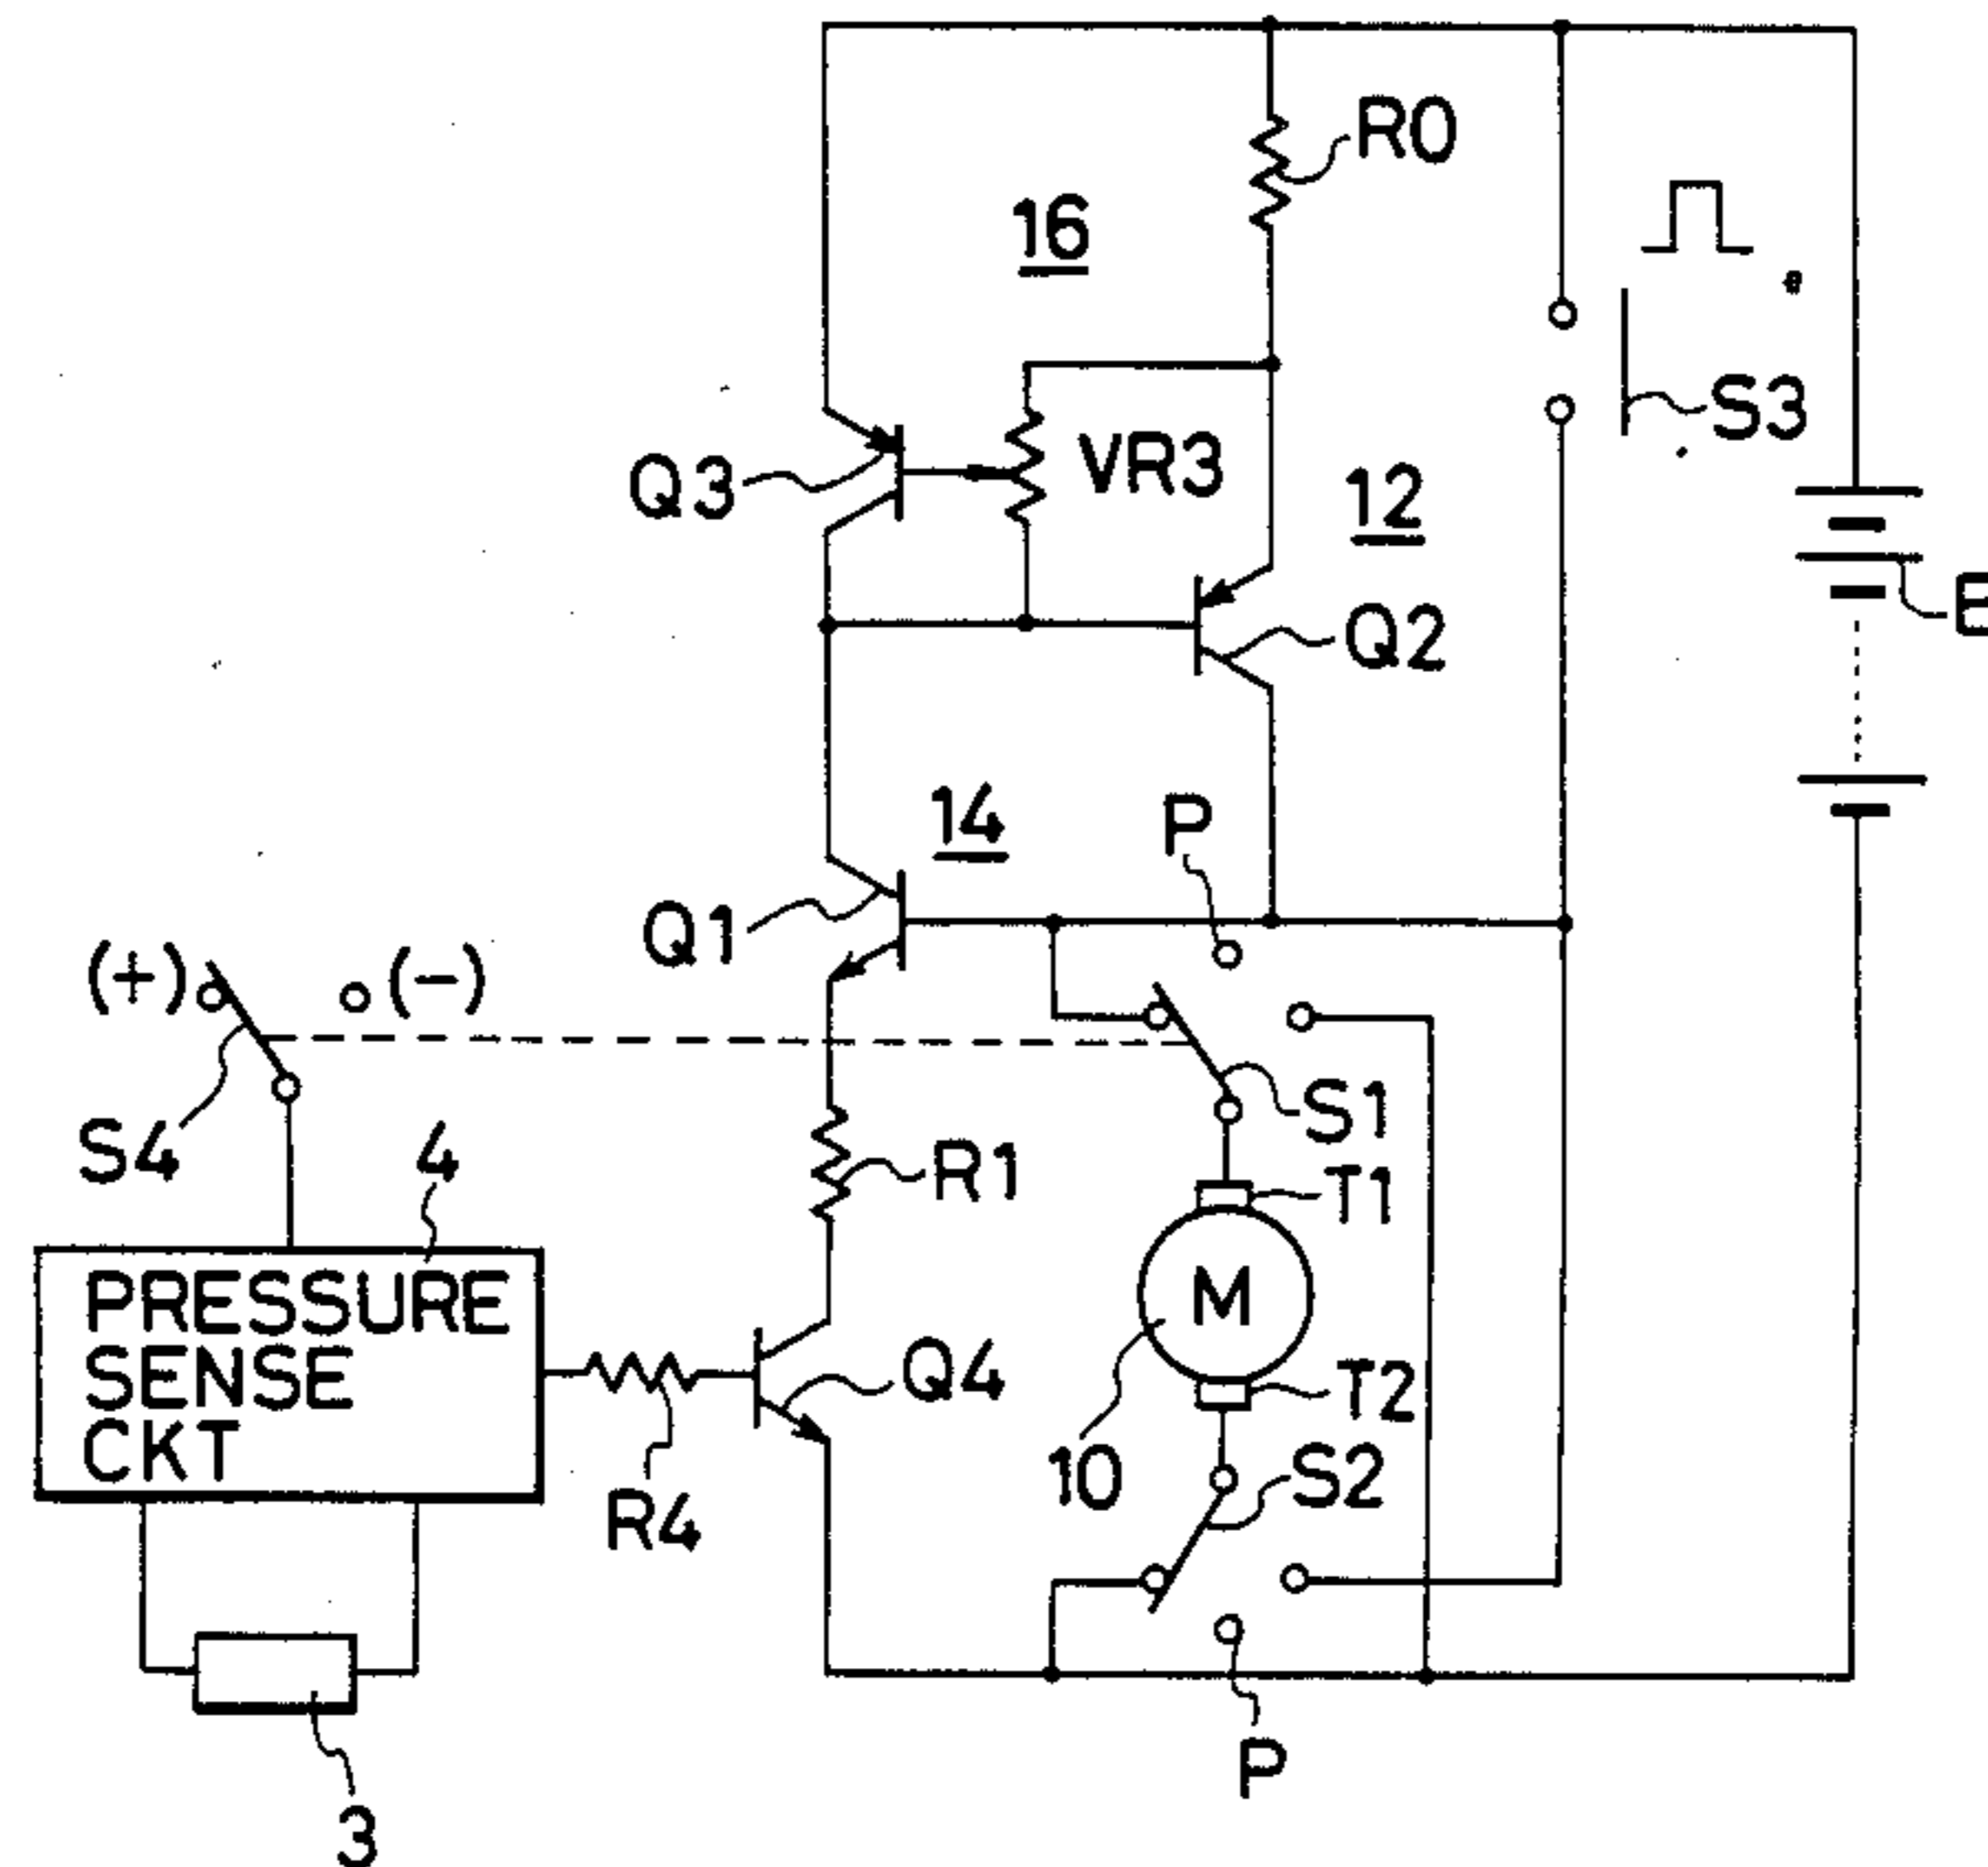 R0
16
S3
Q3
VR3
12
E
Q2
14
P
Q1
(+)
(-)
S4
4
S1
R1
T1
PRESSURE
SENSE
CKT
M
Q4
T2
10
S2
R4
P
3